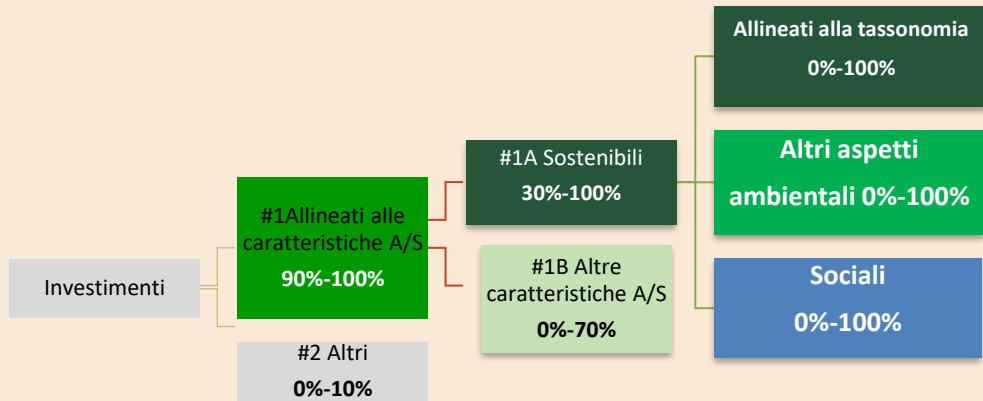 Investimenti
#1Allineati alle
caratteristiche A/S
90%-100%
#2 Altri
0%-10%
#1A Sostenibili
30%-100%
#1B Altre
caratteristiche A/S
0%-70%
Allineati alla tassonomia
0%-100%
Altri aspetti
ambientali 0%-100%
Sociali
0%-100%